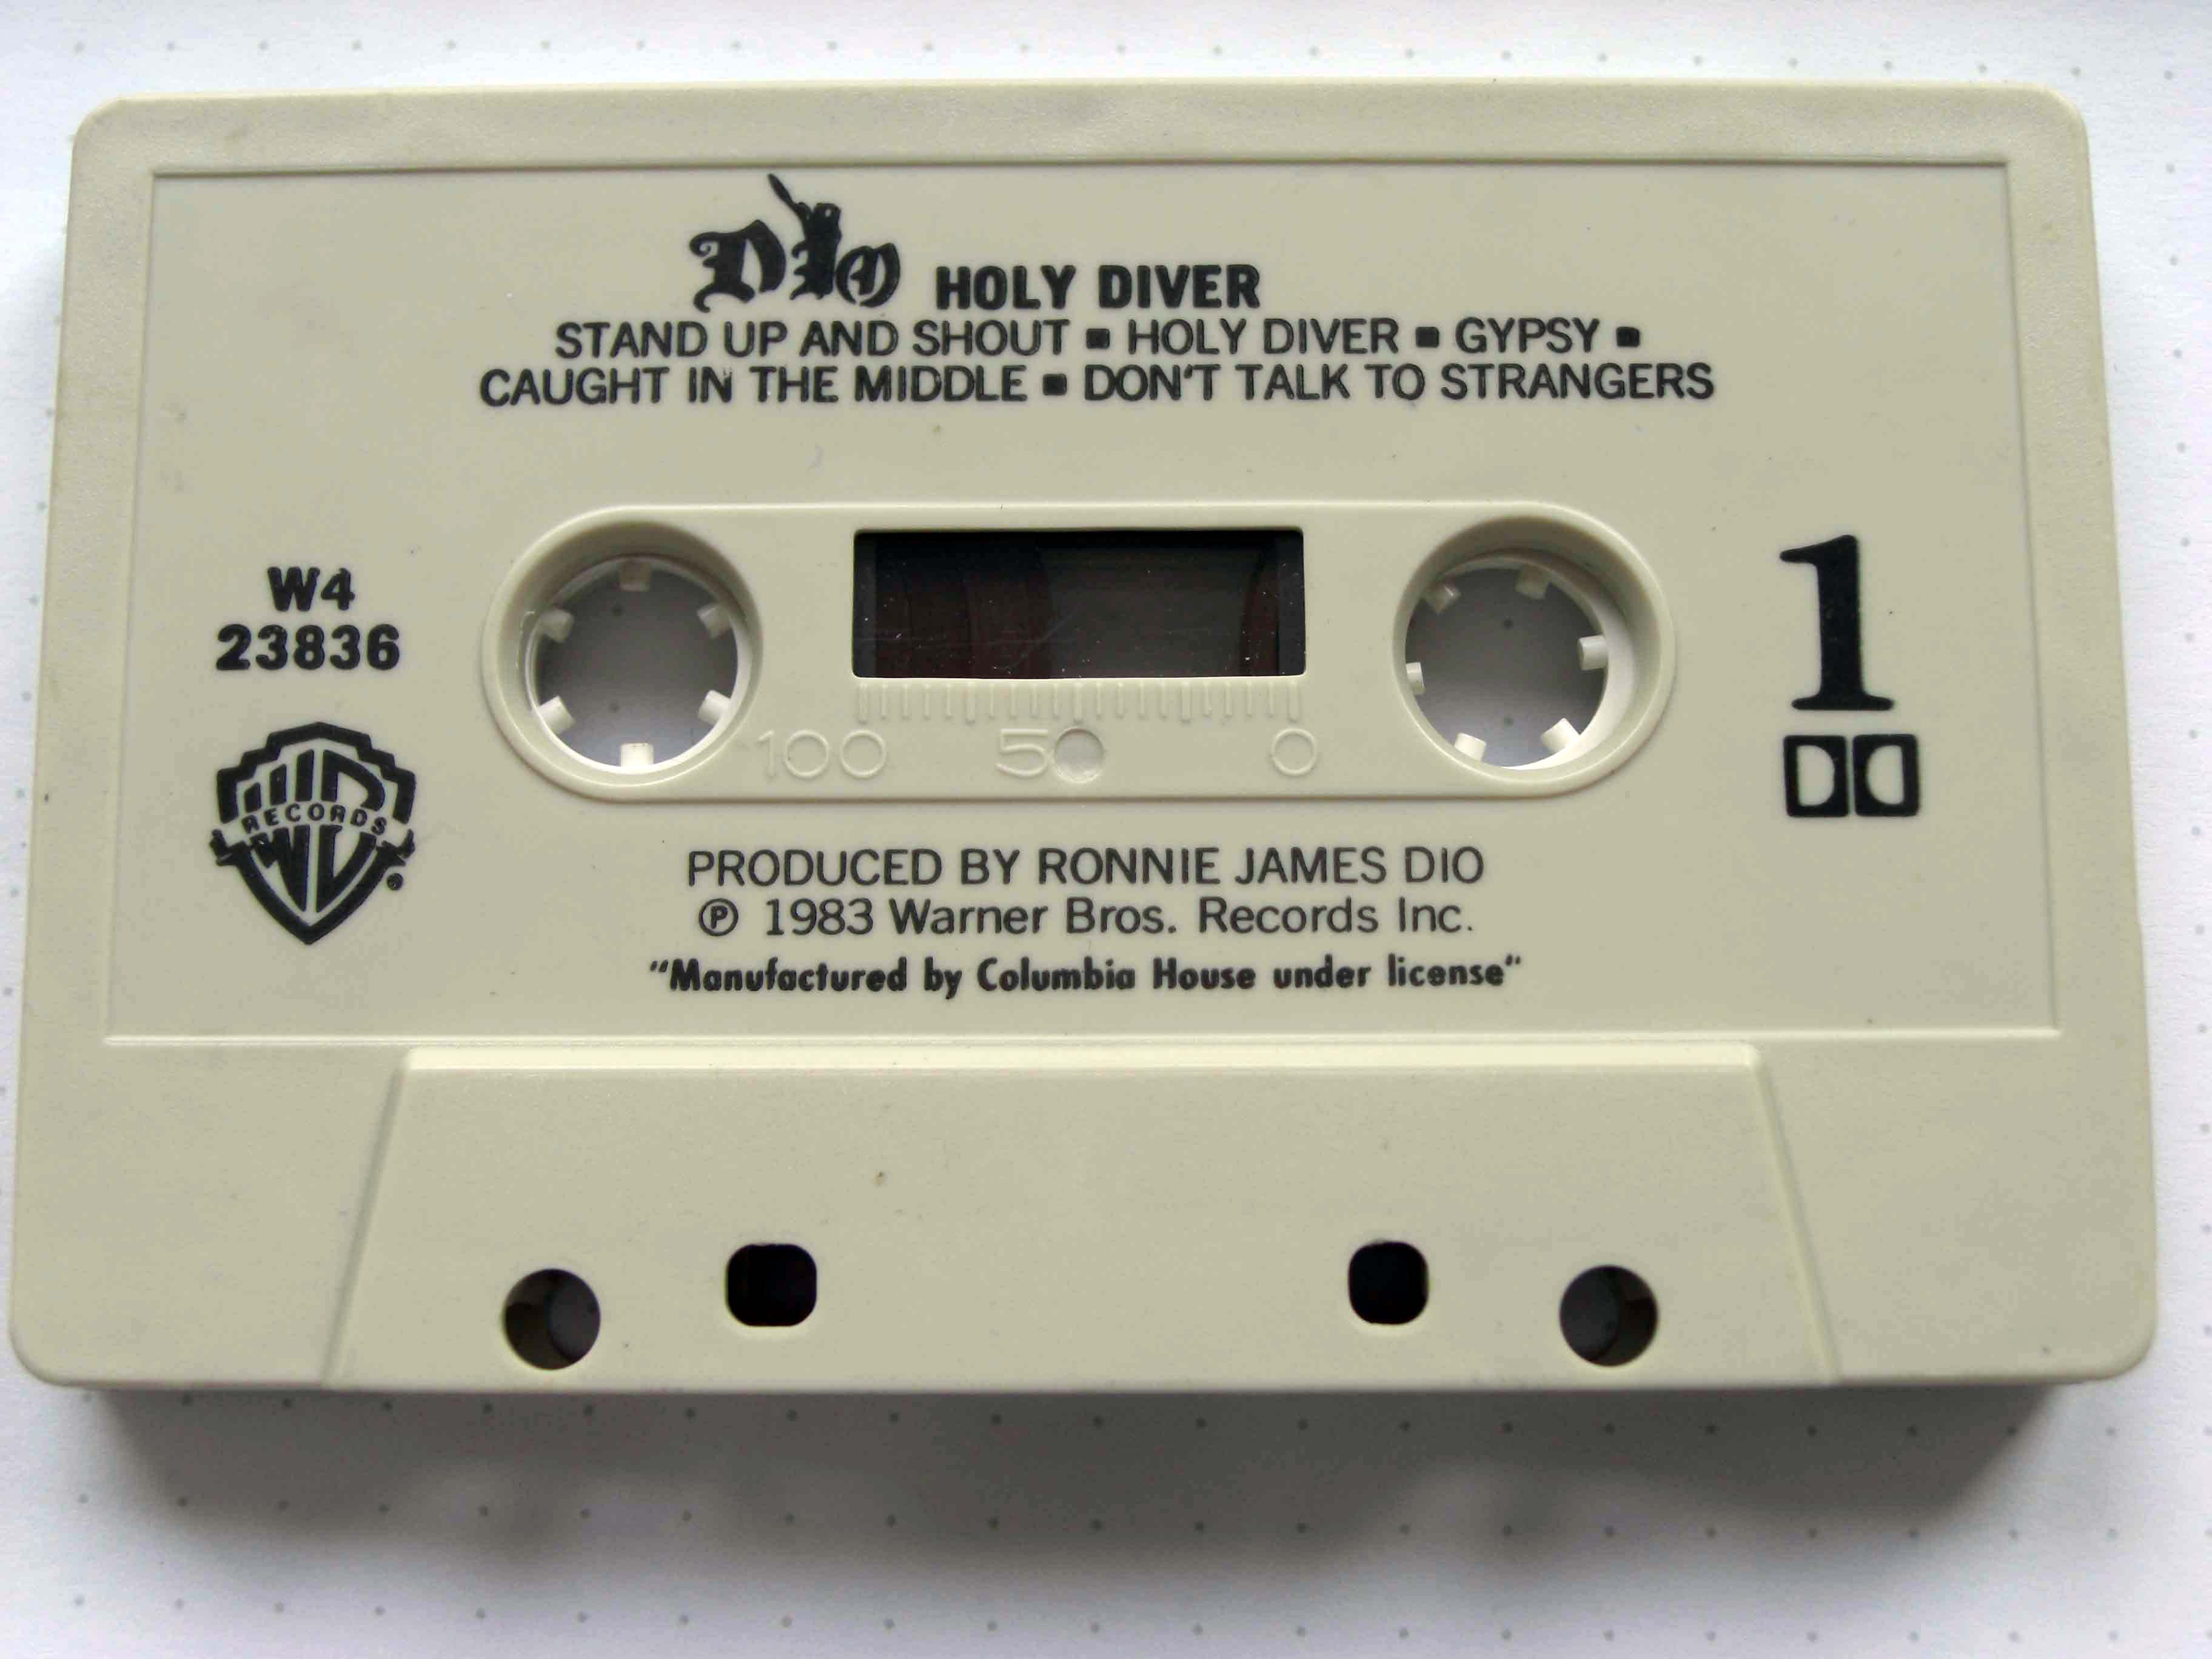 DIO HOLY DIVER
STAND UP AND SHOUT ▪ HOLY DIVER ▪ GYPSY ▪
CAUGHT IN THE MIDDLE ▪ DON'T TALK TO STRANGERS
W4
23836
1
100 50 0
WB
RECORDS
PRODUCED BY RONNIE JAMES DIO
℗ 1983 Warner Bros. Records Inc.
"Manufactured by Columbia House under license"